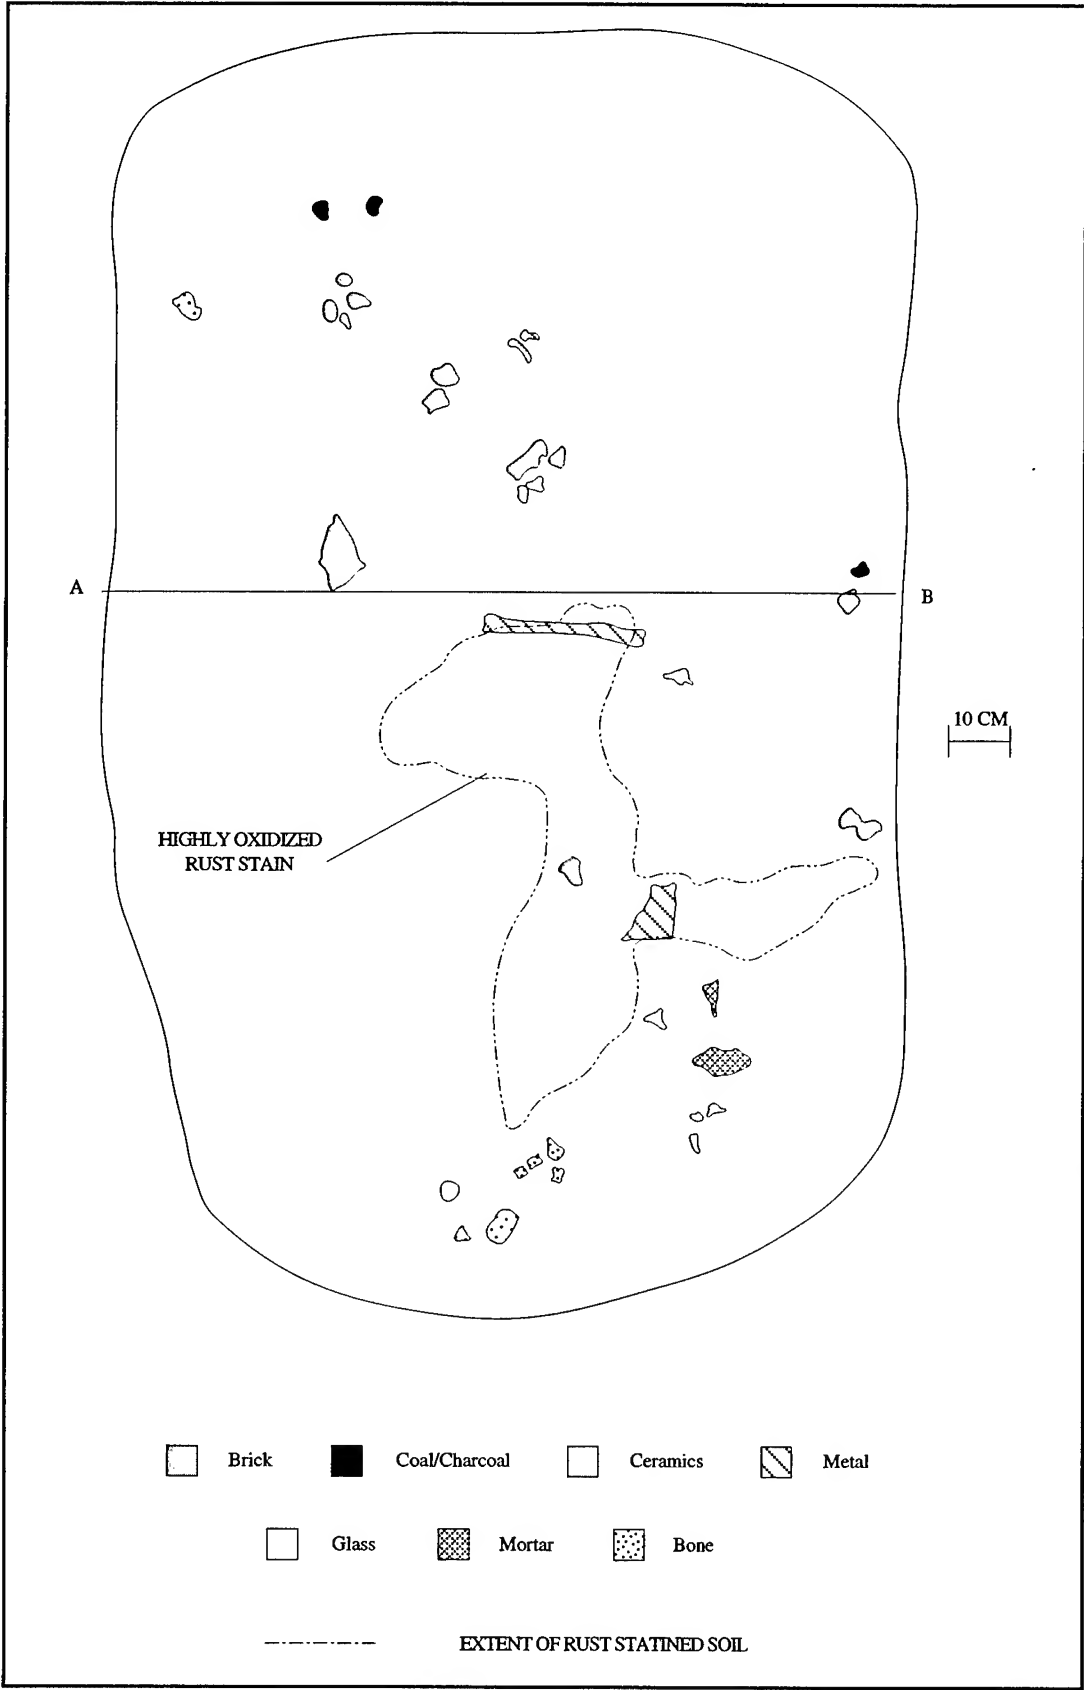 A
B
10 CM
HIGHLY OXIDIZED
RUST STAIN
Brick Coal/Charcoal Ceramics Metal
Glass Mortar Bone
EXTENT OF RUST STATINED SOIL